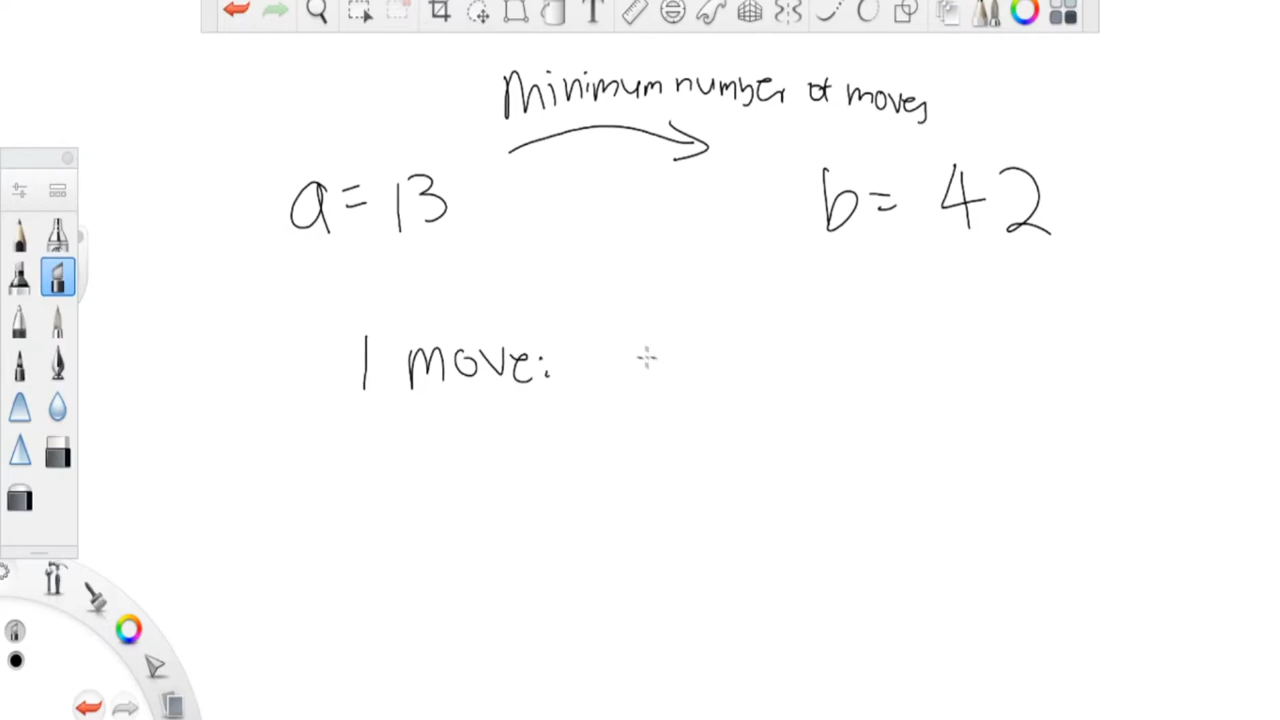 Minimum number of moves
a = 13
b = 42
1 move: